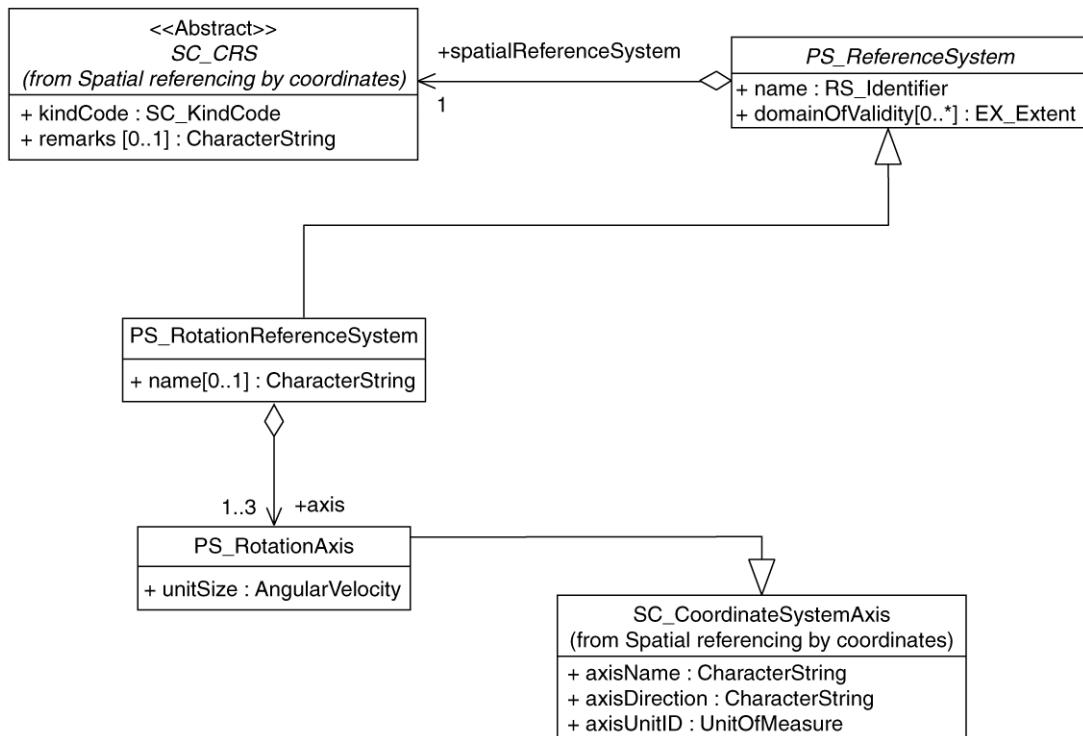 <<Abstract>>
SC_CRS
(from Spatial referencing by coordinates)
+ kindCode : SC_KindCode
+ remarks [0..1] : CharacterString
+spatialReferenceSystem
1
PS_ReferenceSystem
+ name : RS_Identifier
+ domainOfValidity[0..*] : EX_Extent
PS_RotationReferenceSystem
+ name[0..1] : CharacterString
1..3
+axis
PS_RotationAxis
+ unitSize : AngularVelocity
SC_CoordinateSystemAxis
(from Spatial referencing by coordinates)
+ axisName : CharacterString
+ axisDirection : CharacterString
+ axisUnitID : UnitOfMeasure